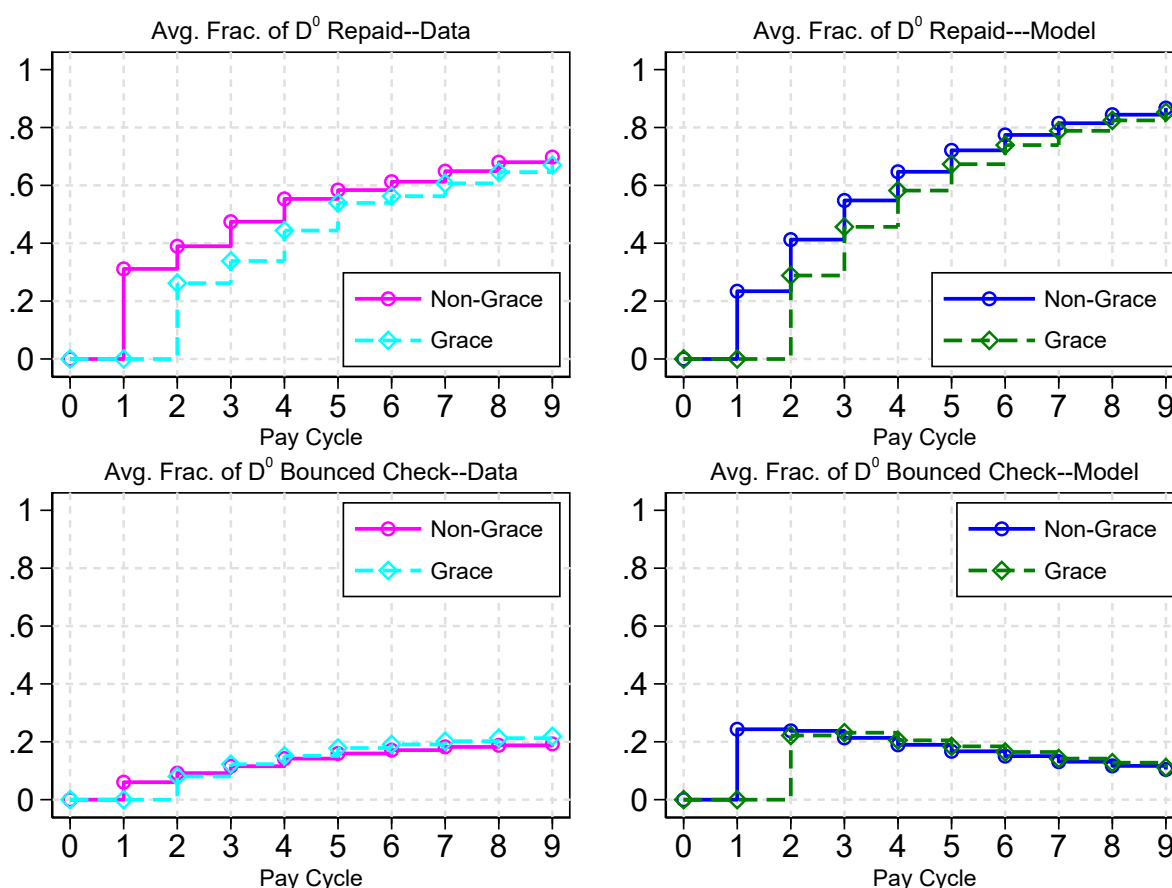 Avg. Frac. of D⁰ Repaid--Data
1
.8
.6
.4
.2
0
Non-Grace
Grace
0 1 2 3 4 5 6 7 8 9
Pay Cycle
Avg. Frac. of D⁰ Repaid---Model
1
.8
.6
.4
.2
0
Non-Grace
Grace
0 1 2 3 4 5 6 7 8 9
Pay Cycle
Avg. Frac. of D⁰ Bounced Check--Data
1
.8
.6
.4
.2
0
Non-Grace
Grace
0 1 2 3 4 5 6 7 8 9
Pay Cycle
Avg. Frac. of D⁰ Bounced Check--Model
1
.8
.6
.4
.2
0
Non-Grace
Grace
0 1 2 3 4 5 6 7 8 9
Pay Cycle